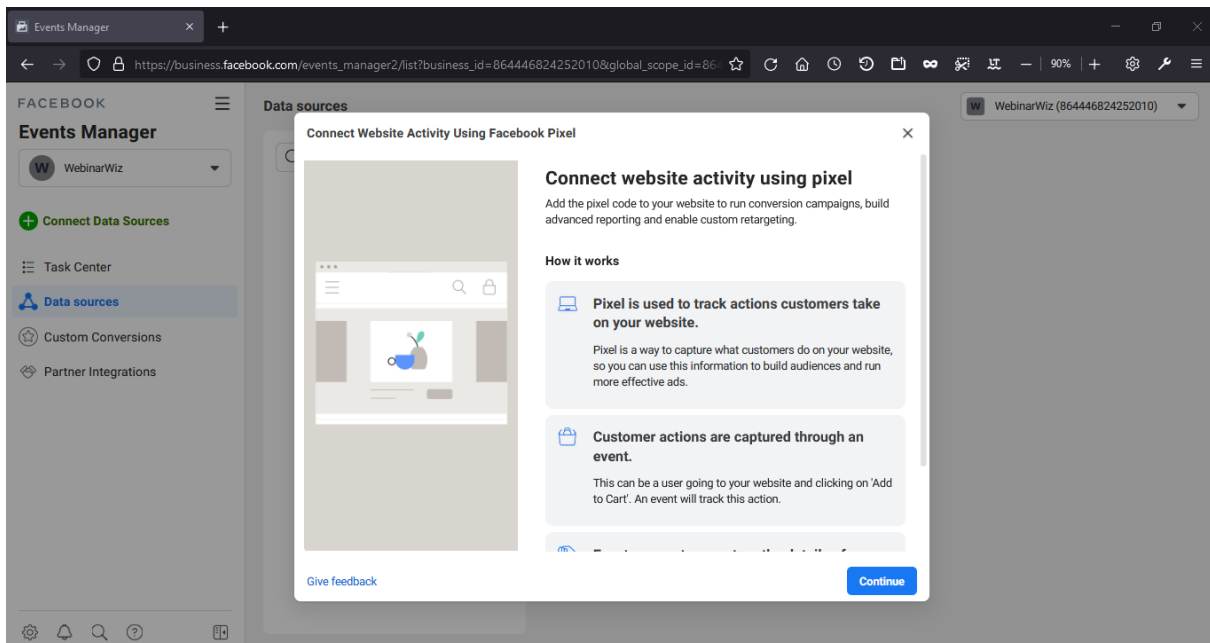 Events Manager
https://business.facebook.com/events_manager2/list?business_id=864446824252010&global_scope_id=864
90%
FACEBOOK
Events Manager
W WebinarWiz
Connect Data Sources
Task Center
Data sources
Custom Conversions
Partner Integrations
Data sources
W WebinarWiz (864446824252010)
Connect Website Activity Using Facebook Pixel
Connect website activity using pixel
Add the pixel code to your website to run conversion campaigns, build
advanced reporting and enable custom retargeting.
How it works
Pixel is used to track actions customers take
on your website.
Pixel is a way to capture what customers do on your website,
so you can use this information to build audiences and run
more effective ads.
Customer actions are captured through an
event.
This can be a user going to your website and clicking on 'Add
to Cart'. An event will track this action.
Give feedback
Continue